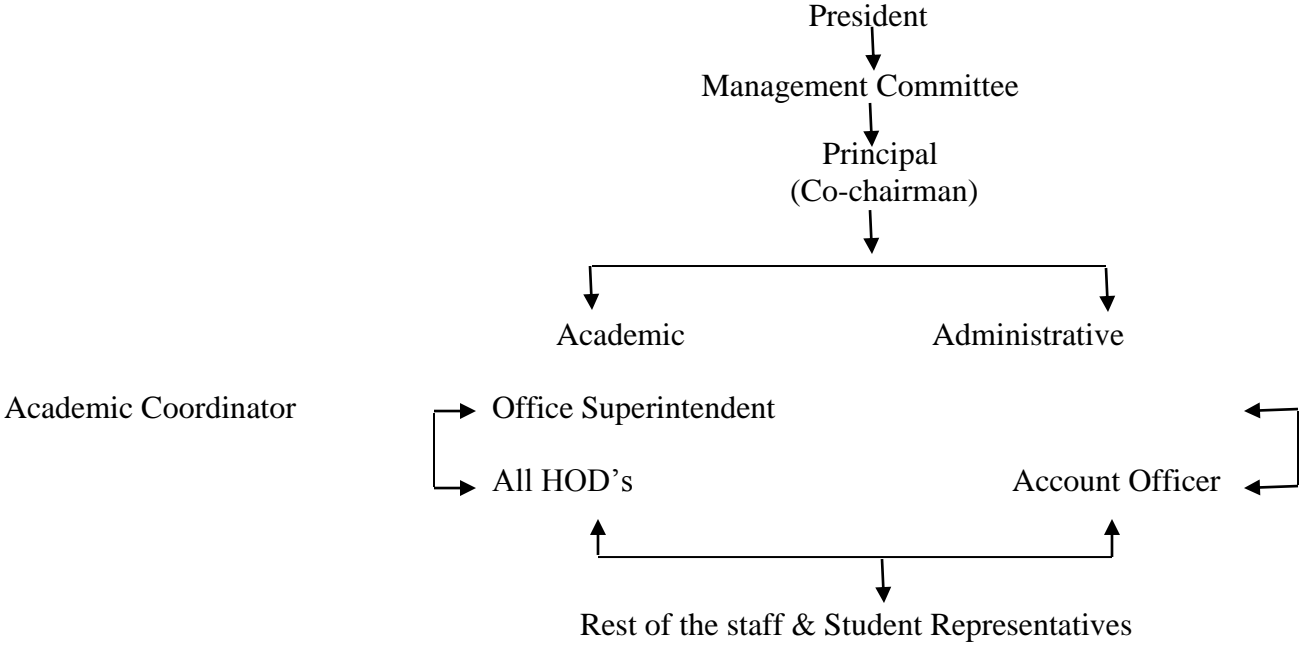 President
Management Committee
Principal
(Co-chairman)
Academic Administrative
Academic Coordinator Office Superintendent
All HOD’s Account Officer
Rest of the staff & Student Representatives